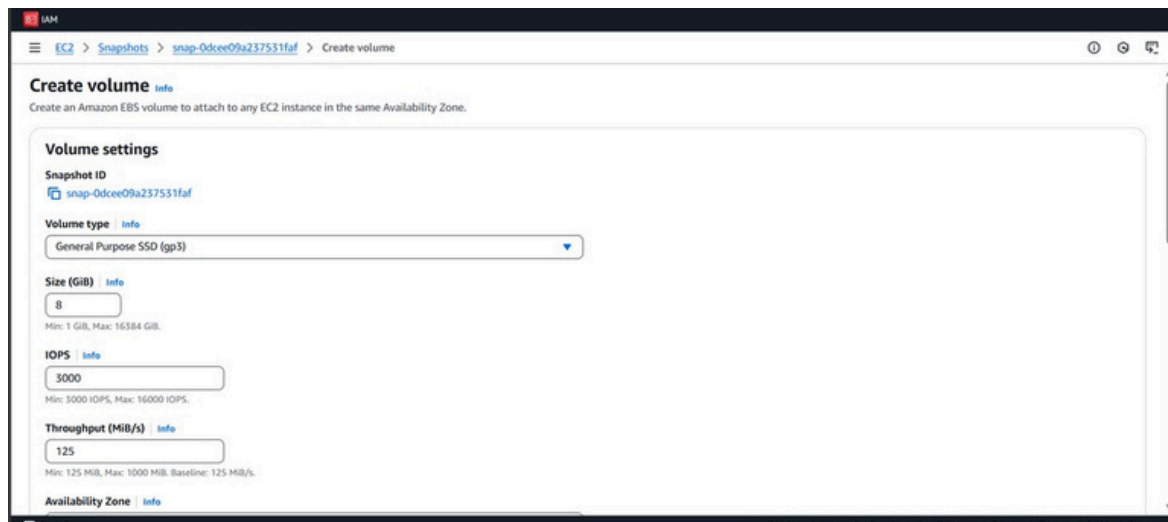 IAM
EC2 > Snapshots > snap-0dcee09a237531faf > Create volume
Create volume Info
Create an Amazon EBS volume to attach to any EC2 instance in the same Availability Zone.
Volume settings
Snapshot ID
snap-0dcee09a237531faf
Volume type Info
General Purpose SSD (gp3)
Size (GiB) Info
8
Min: 1 GiB, Max: 16384 GiB.
IOPS Info
3000
Min: 3000 IOPS, Max: 16000 IOPS.
Throughput (MiB/s) Info
125
Min: 125 MiB, Max: 1000 MiB. Baseline: 125 MiB/s.
Availability Zone Info